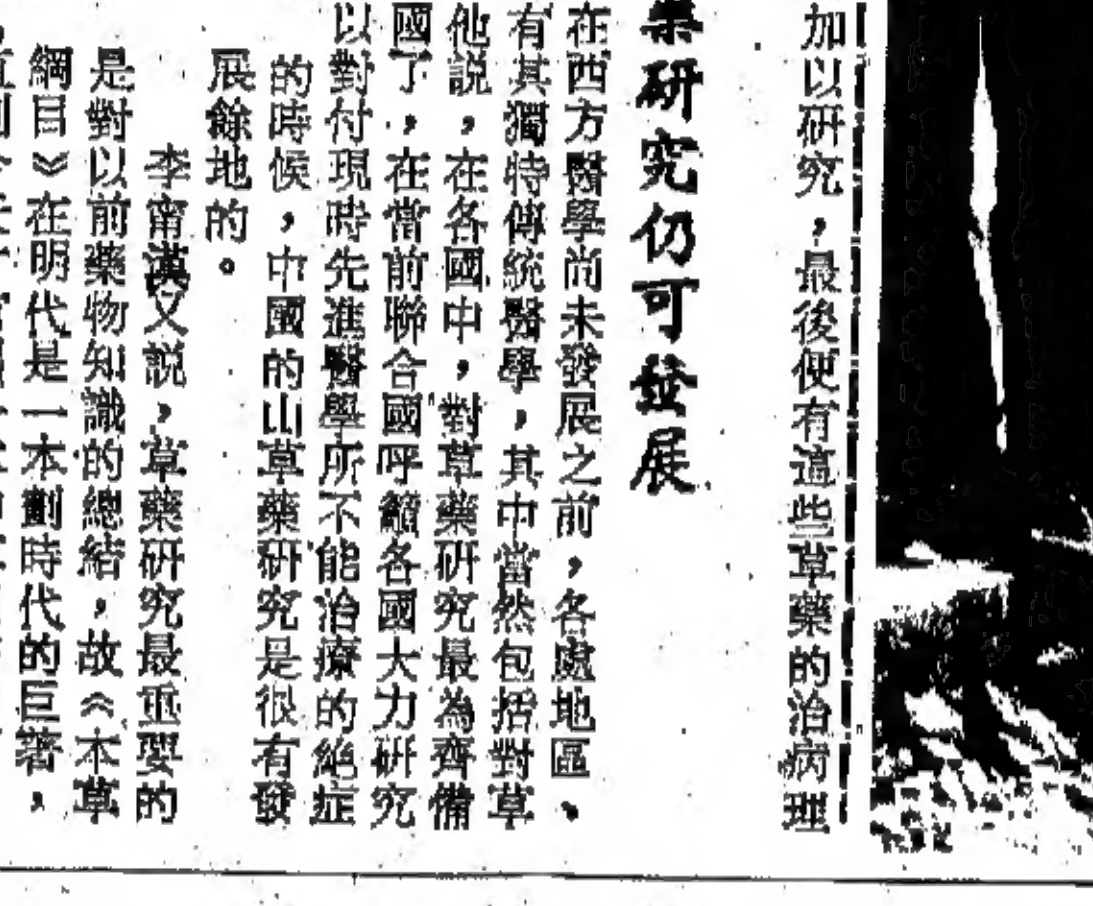 加以研究，最後便有這些草藥的治病理
藥研究仍可發展
在西方醫學尚未發展之前，各處地區、
有其獨特傳統醫學，其中當然包括對草
他說，在各國中，對草藥研究最為齊備
國了，在當前聯合國呼籲各國大力研究
以對付現時先進醫學所不能治療的絕症
的時候，中國的山草藥研究是很有發
展餘地的。
李甯漢又說，草藥研究最重要的
是對以前藥物知識的總結，故《本草
綱目》在明代是一本劃時代的巨著，